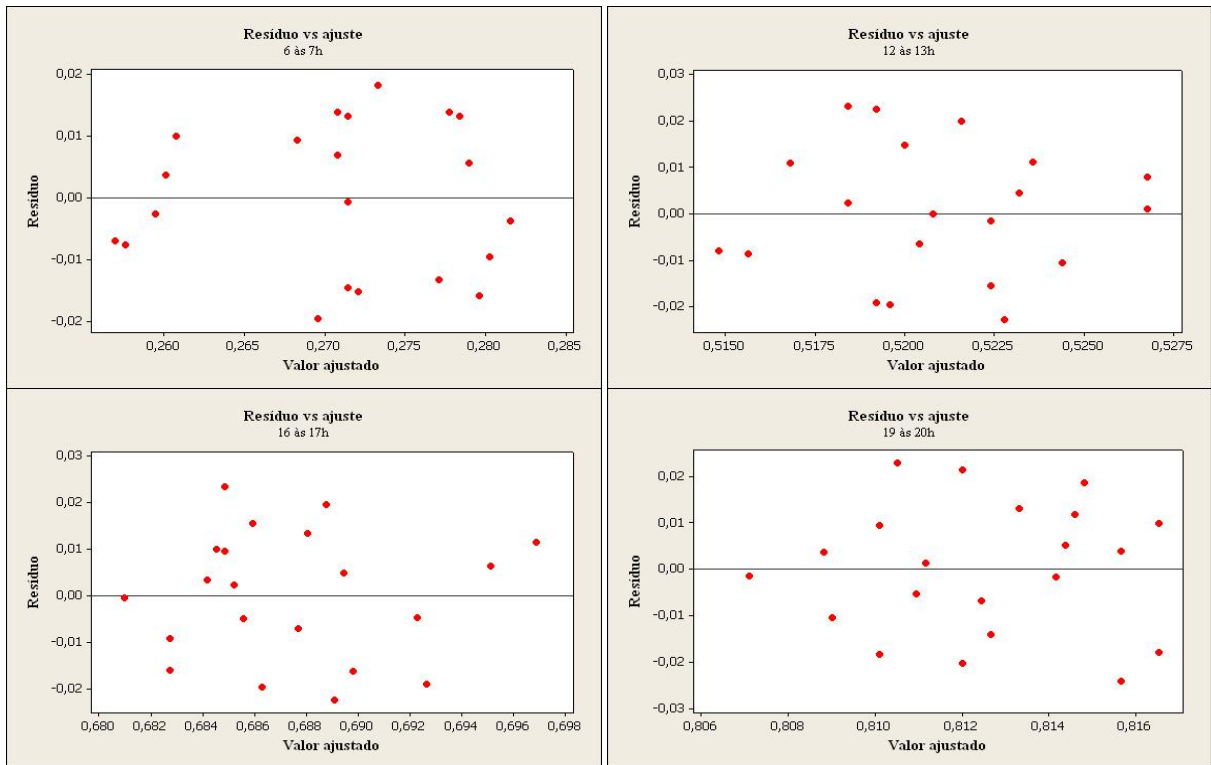 Resíduo vs ajuste
6 às 7h
0,02
0,01
0,00
-0,01
-0,02
Resíduo
0,260 0,265 0,270 0,275 0,280 0,285
Valor ajustado
Resíduo vs ajuste
12 às 13h
0,03
0,02
0,01
0,00
-0,01
-0,02
Resíduo
0,5150 0,5175 0,5200 0,5225 0,5250 0,5275
Valor ajustado
Resíduo vs ajuste
16 às 17h
0,03
0,02
0,01
0,00
-0,01
-0,02
Resíduo
0,680 0,682 0,684 0,686 0,688 0,690 0,692 0,694 0,696 0,698
Valor ajustado
Resíduo vs ajuste
19 às 20h
0,02
0,01
0,00
-0,01
-0,02
-0,03
Resíduo
0,806 0,808 0,810 0,812 0,814 0,816
Valor ajustado